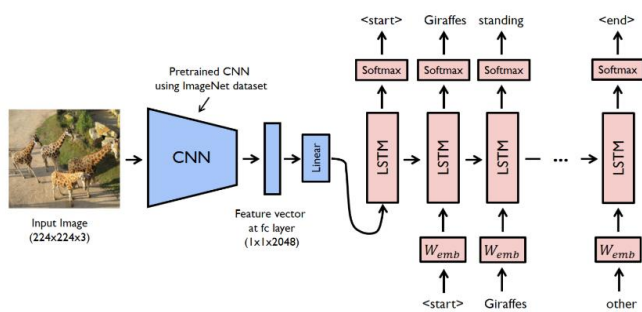 <start>
Giraffes
standing
<end>
Softmax
Softmax
Softmax
Softmax
Pretrained CNN
using ImageNet dataset
CNN
Linear
LSTM
LSTM
LSTM
...
LSTM
Input Image
(224x224x3)
Feature vector
at fc layer
(1x1x2048)
W_emb
W_emb
W_emb
<start>
Giraffes
other